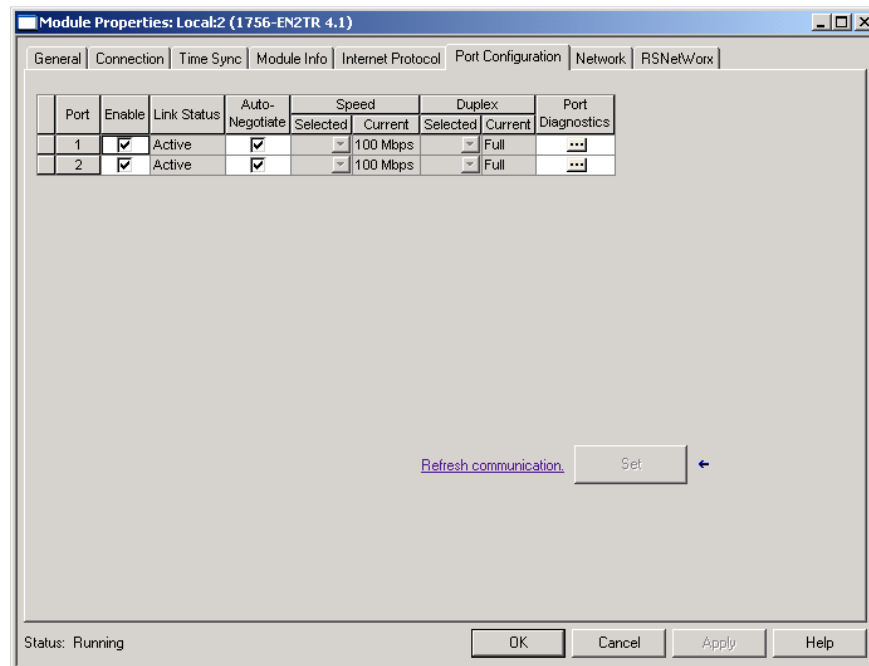 Module Properties: Local:2 (1756-EN2TR 4.1)
General Connection Time Sync Module Info Internet Protocol Port Configuration Network RSNetWorx
Port Enable Link Status Auto-Negotiate Speed Duplex Port Diagnostics
Selected Current Selected Current
1 Active 100 Mbps Full ...
2 Active 100 Mbps Full ...
Refresh communication. Set
Status: Running OK Cancel Apply Help